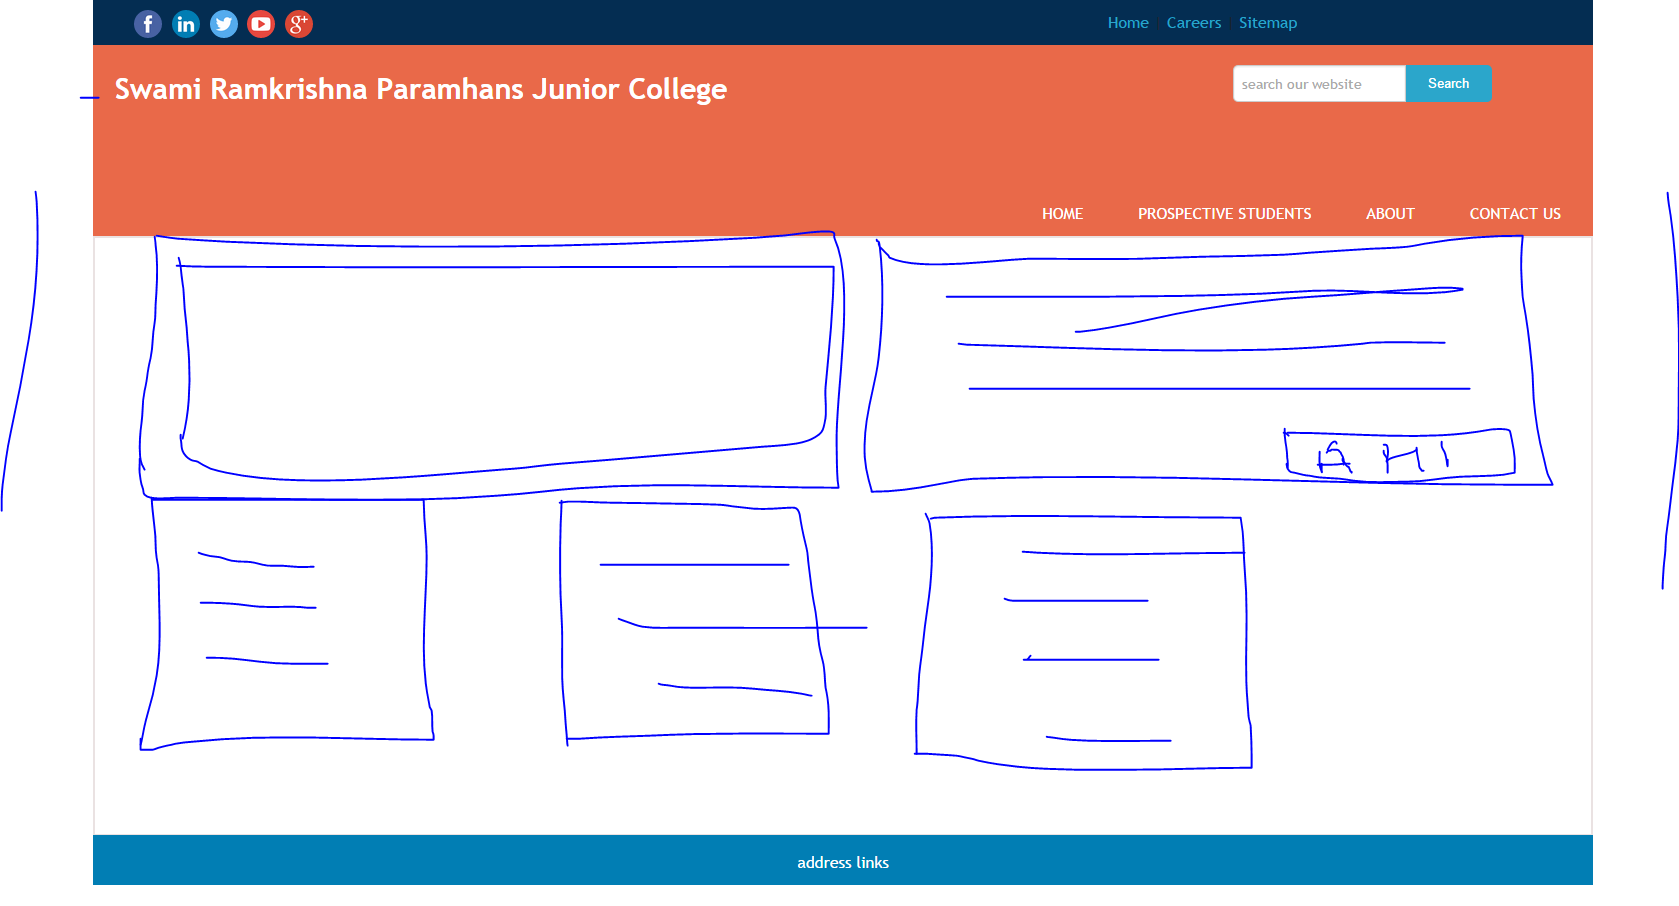 Home Careers Sitemap
Swami Ramkrishna Paramhans Junior College
search our website Search
HOME PROSPECTIVE STUDENTS ABOUT CONTACT US
address links